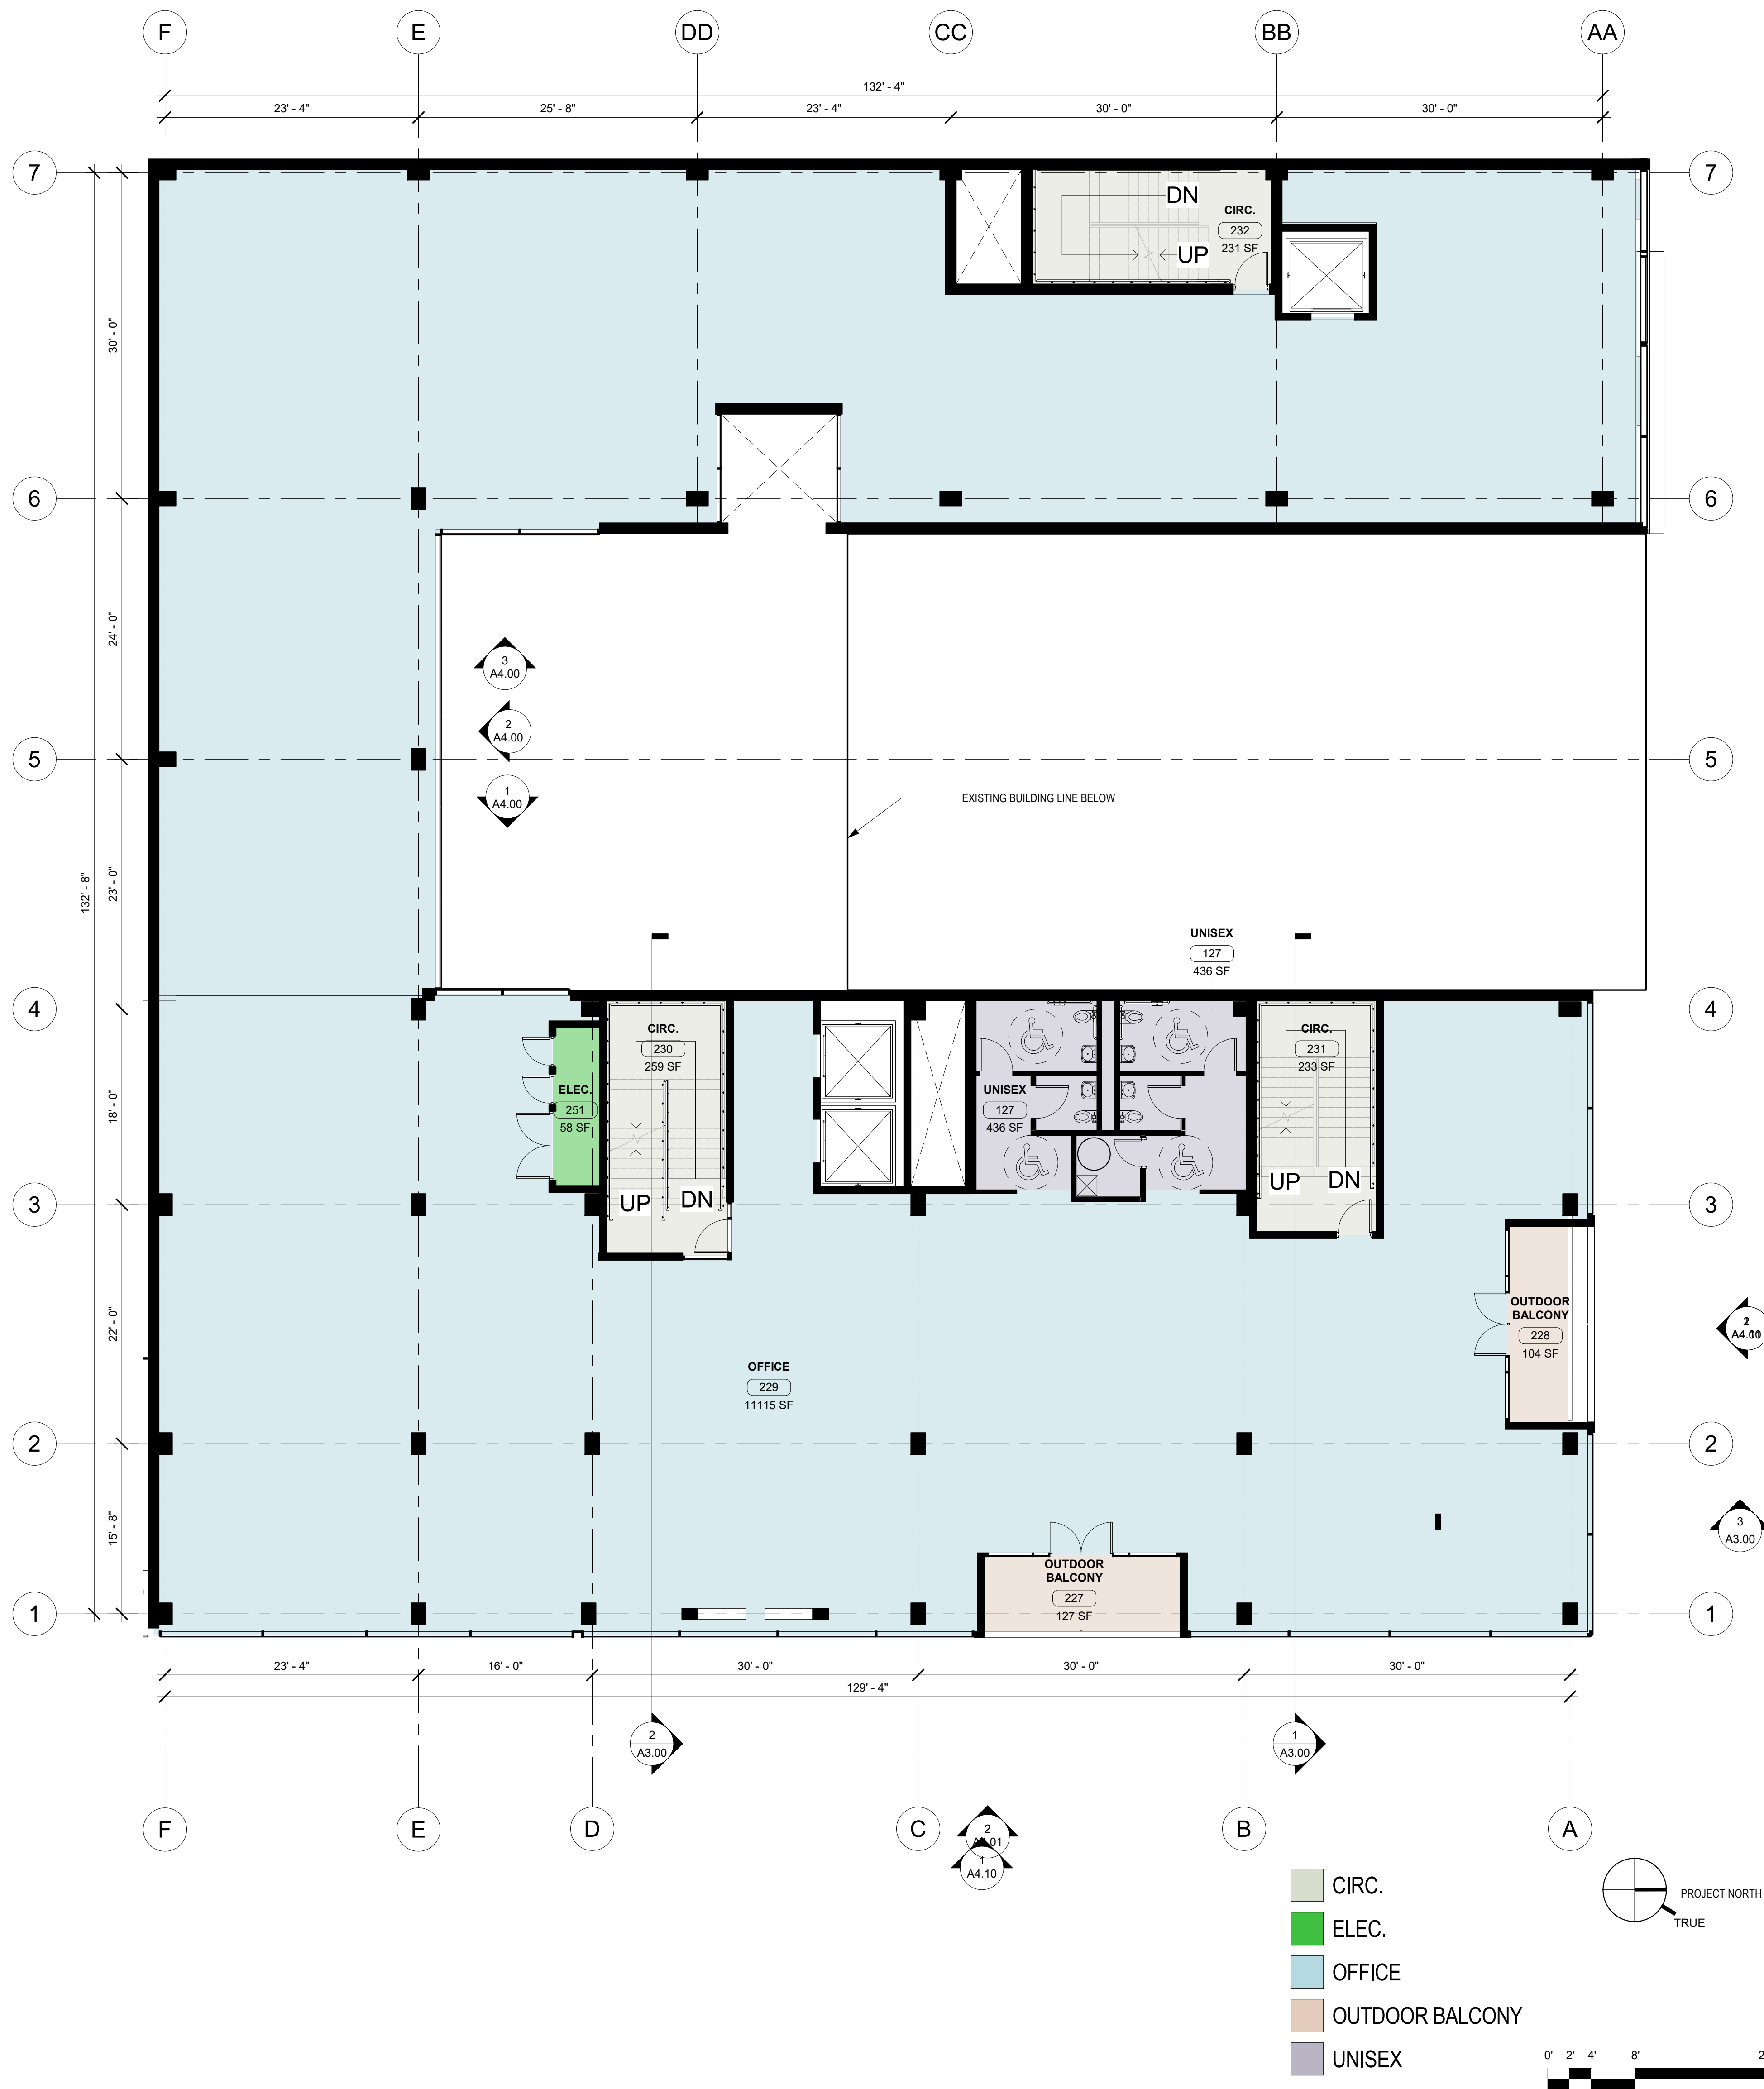 F E DD CC BB AA
132' - 4"
23' - 4" 25' - 8" 23' - 4" 30' - 0" 30' - 0"
7 7
DN
CIRC.
232
231 SF
UP
30' - 0"
6 6
24' - 0"
3
A4.00
2
A4.00
5 5
1
A4.00
EXISTING BUILDING LINE BELOW
132' - 8"
23' - 0"
UNISEX
127
436 SF
4 4
CIRC.
230
259 SF
CIRC.
231
233 SF
ELEC.
251
58 SF
UNISEX
127
436 SF
18' - 0"
UP DN
UP DN
3 3
OUTDOOR
BALCONY
228
104 SF
22' - 0"
OFFICE
229
11115 SF
2 2
15' - 8"
3
A3.00
OUTDOOR
BALCONY
227
127 SF
1 1
23' - 4" 16' - 0" 30' - 0" 30' - 0" 30' - 0"
129' - 4"
2
A3.00
1
A3.00
F E D C B A
2
1
A4.10
CIRC.
ELEC.
OFFICE
OUTDOOR BALCONY
UNISEX
PROJECT NORTH
TRUE
0' 2' 4' 8'